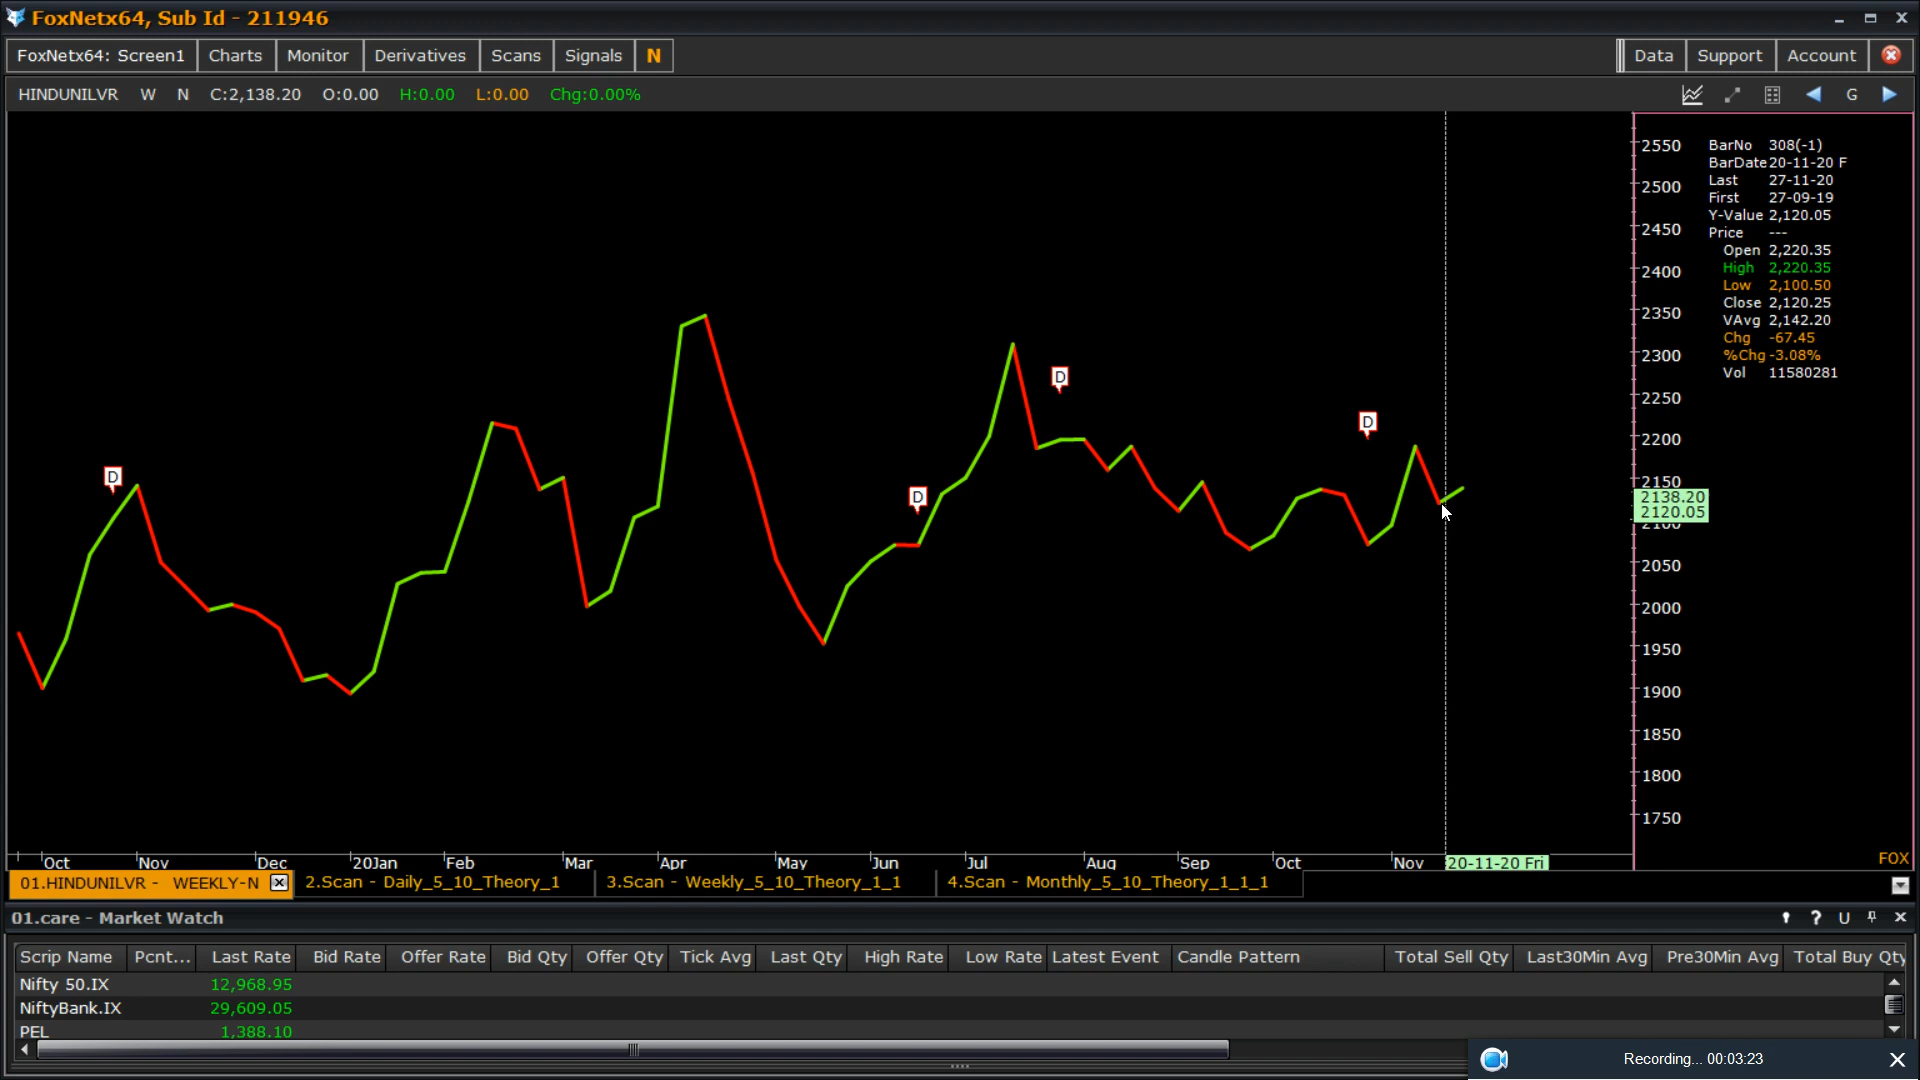 FoxNetx64, Sub Id - 211946
FoxNetx64: Screen1 Charts Monitor Derivatives Scans Signals N Data Support Account
HINDUNILVR W N C:2,138.20 O:0.00 H:0.00 L:0.00 Chg:0.00% G
2550
2500
2450
2400
2350
2300
2250
2200
2150
2138.20
2120.05
2100
2050
2000
1950
1900
1850
1800
1750
BarNo 308(-1)
BarDate 20-11-20 F
Last 27-11-20
First 27-09-19
Y-Value 2,120.05
Price ---
Open 2,220.35
High 2,220.35
Low 2,100.50
Close 2,120.25
VAvg 2,142.20
Chg -67.45
%Chg -3.08%
Vol 11580281
D
D
D
D
Oct Nov Dec 20Jan Feb Mar Apr May Jun Jul Aug Sep Oct Nov 20-11-20 Fri
FOX
01.HINDUNILVR - WEEKLY-N 2.Scan - Daily_5_10_Theory_1 3.Scan - Weekly_5_10_Theory_1_1 4.Scan - Monthly_5_10_Theory_1_1_1
01.care - Market Watch ? U
Scrip Name Pcnt... Last Rate Bid Rate Offer Rate Bid Qty Offer Qty Tick Avg Last Qty High Rate Low Rate Latest Event Candle Pattern Total Sell Qty Last30Min Avg Pre30Min Avg Total Buy Qty
Nifty 50.IX 12,968.95
NiftyBank.IX 29,609.05
PEL 1,388.10
Recording... 00:03:23